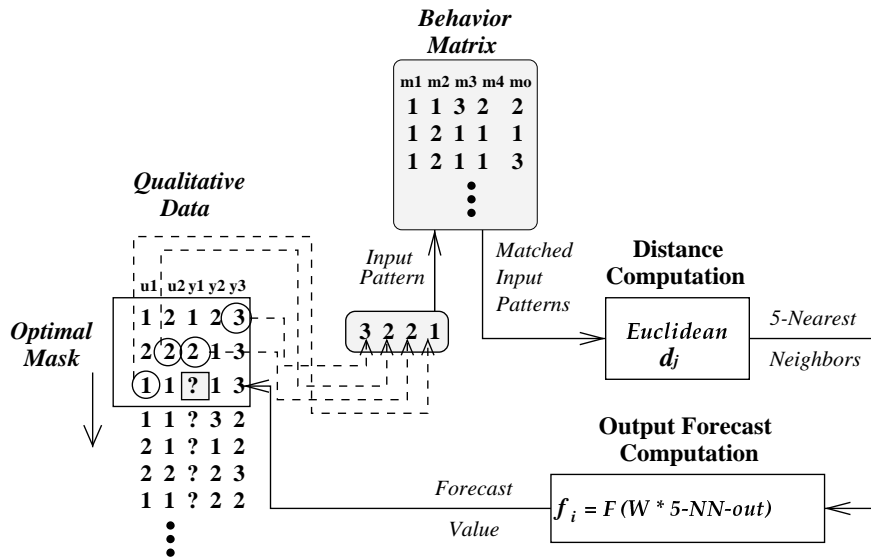 Behavior
Matrix
m1 m2 m3 m4 mo
1 1 3 2 2
1 2 1 1 1
1 2 1 1 3
Qualitative
Data
Input
Pattern
Matched
Input
Patterns
Distance
Computation
Euclidean
dj
5-Nearest
Neighbors
Optimal
Mask
u1 u2 y1 y2 y3
1 2 1 2 3
2 2 2 1 3
1 1 ? 1 3
1 1 ? 3 2
2 1 ? 1 2
2 2 ? 2 3
1 1 ? 2 2
3 2 2 1
Output Forecast
Computation
f i = F (W * 5-NN-out)
Forecast
Value